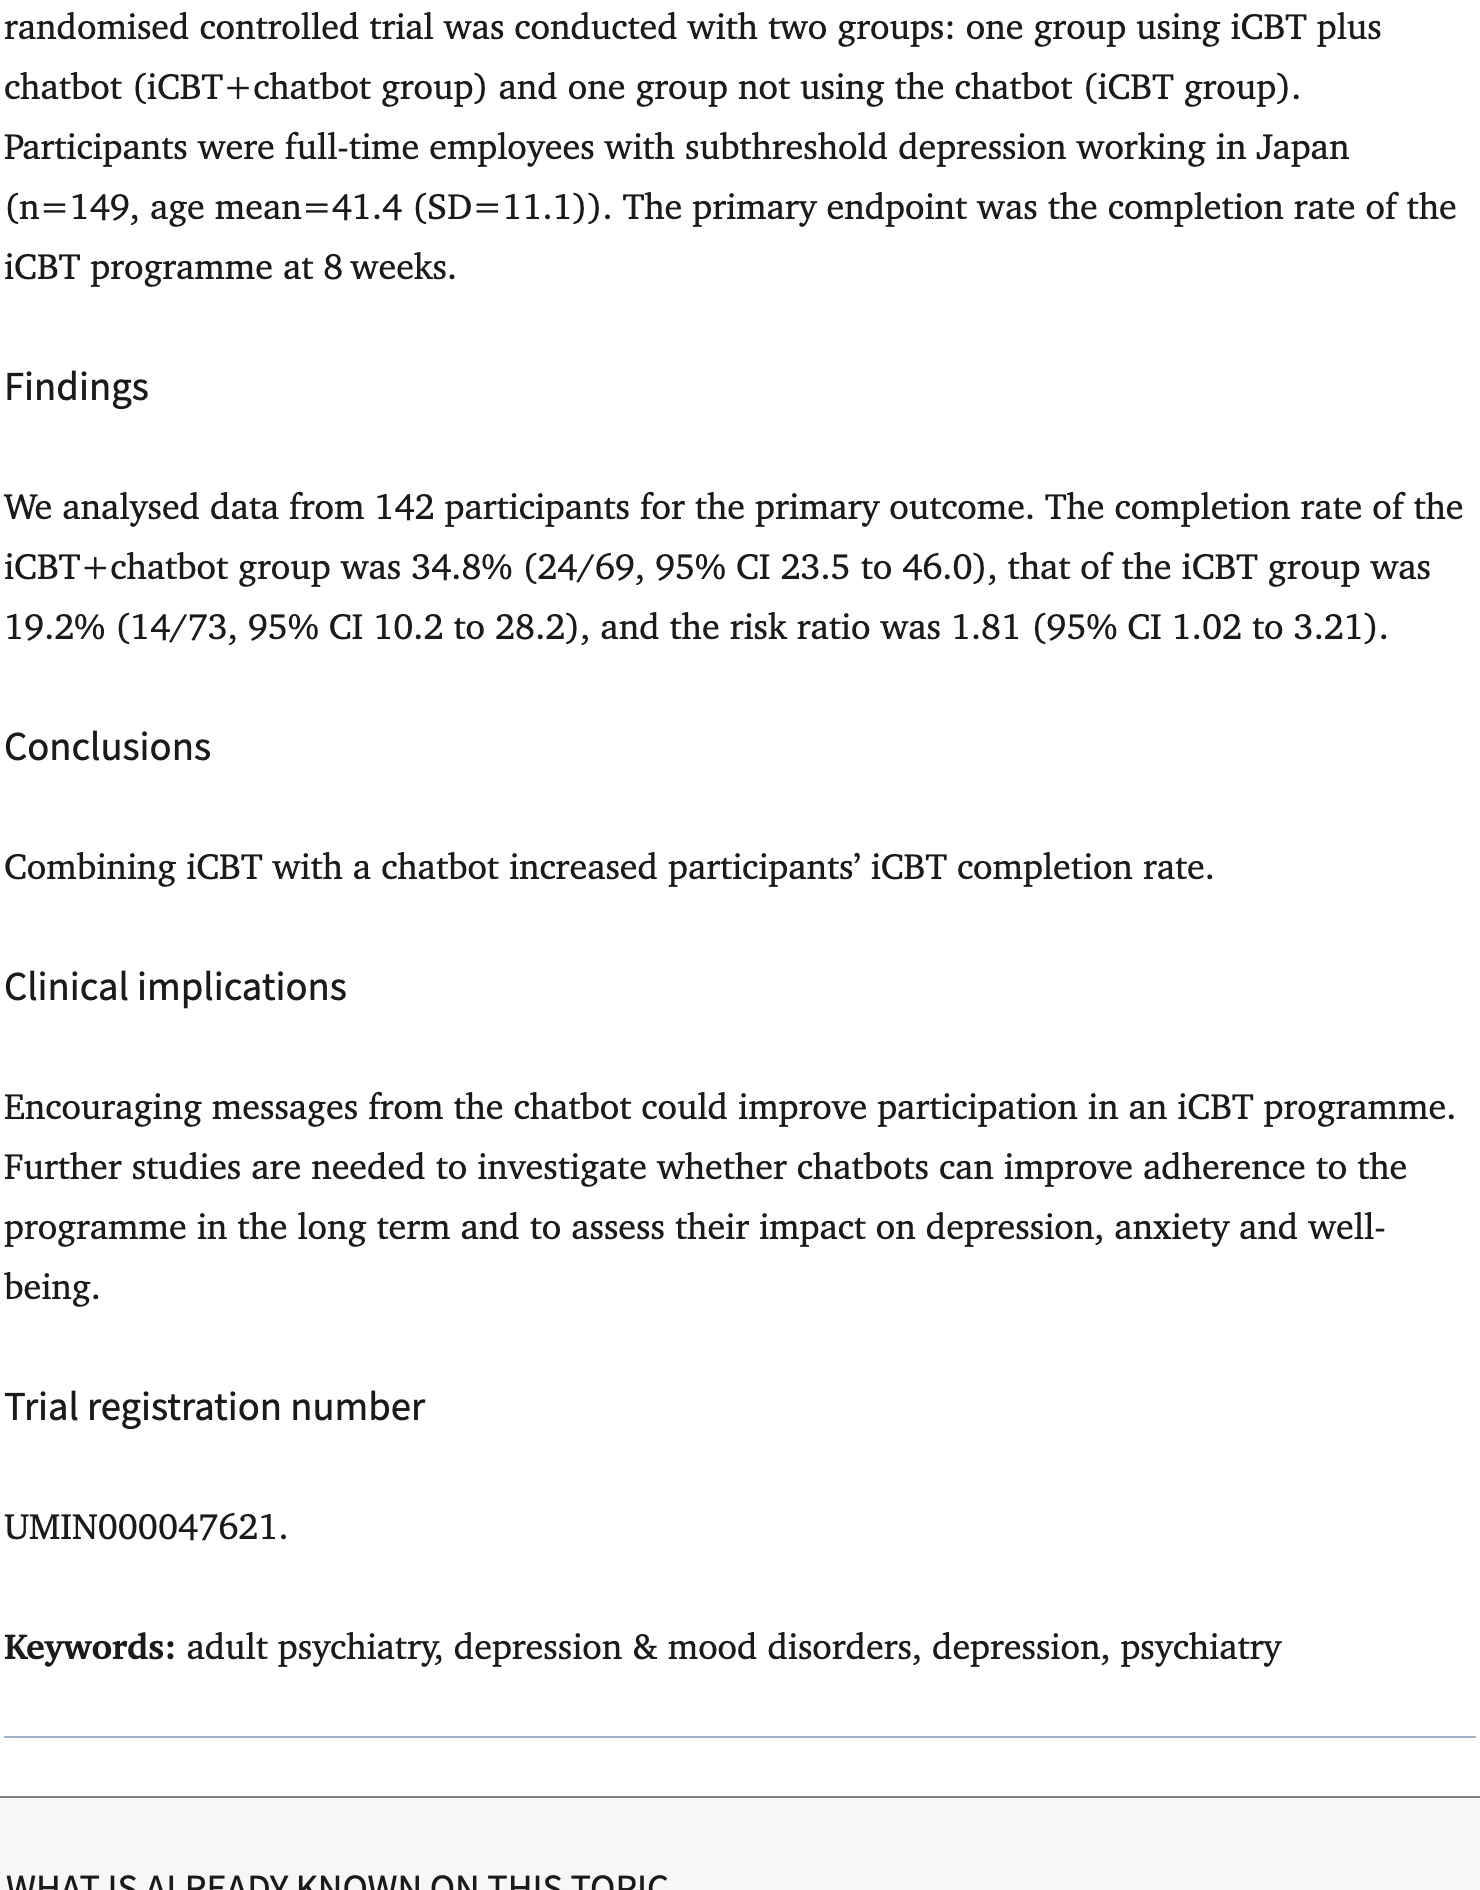 randomised controlled trial was conducted with two groups: one group using iCBT plus
chatbot (iCBT+chatbot group) and one group not using the chatbot (iCBT group).
Participants were full-time employees with subthreshold depression working in Japan
(n=149, age mean=41.4 (SD=11.1)). The primary endpoint was the completion rate of the
iCBT programme at 8 weeks.
Findings
We analysed data from 142 participants for the primary outcome. The completion rate of the
iCBT+chatbot group was 34.8% (24/69, 95% CI 23.5 to 46.0), that of the iCBT group was
19.2% (14/73, 95% CI 10.2 to 28.2), and the risk ratio was 1.81 (95% CI 1.02 to 3.21).
Conclusions
Combining iCBT with a chatbot increased participants’ iCBT completion rate.
Clinical implications
Encouraging messages from the chatbot could improve participation in an iCBT programme.
Further studies are needed to investigate whether chatbots can improve adherence to the
programme in the long term and to assess their impact on depression, anxiety and well-
being.
Trial registration number
UMIN000047621.
Keywords: adult psychiatry, depression & mood disorders, depression, psychiatry
WHAT IS ALREADY KNOWN ON THIS TOPIC